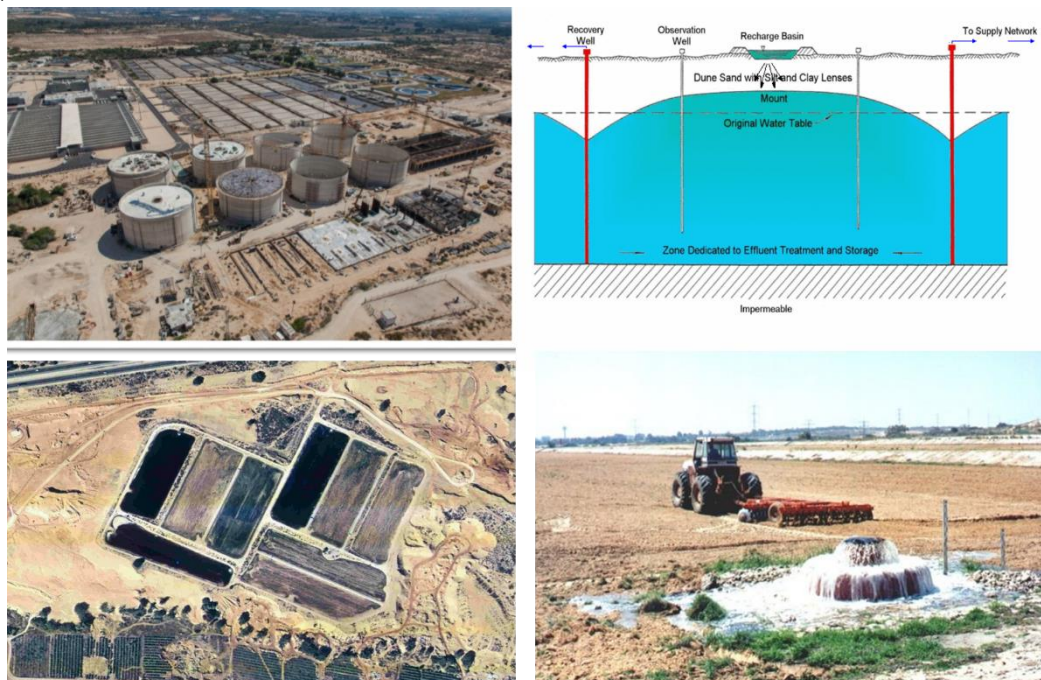 Recovery
Well
Observation
Well
Recharge Basin
To Supply Network
Dune Sand with Silt and Clay Lenses
Mount
Original Water Table
Zone Dedicated to Effluent Treatment and Storage
Impermeable